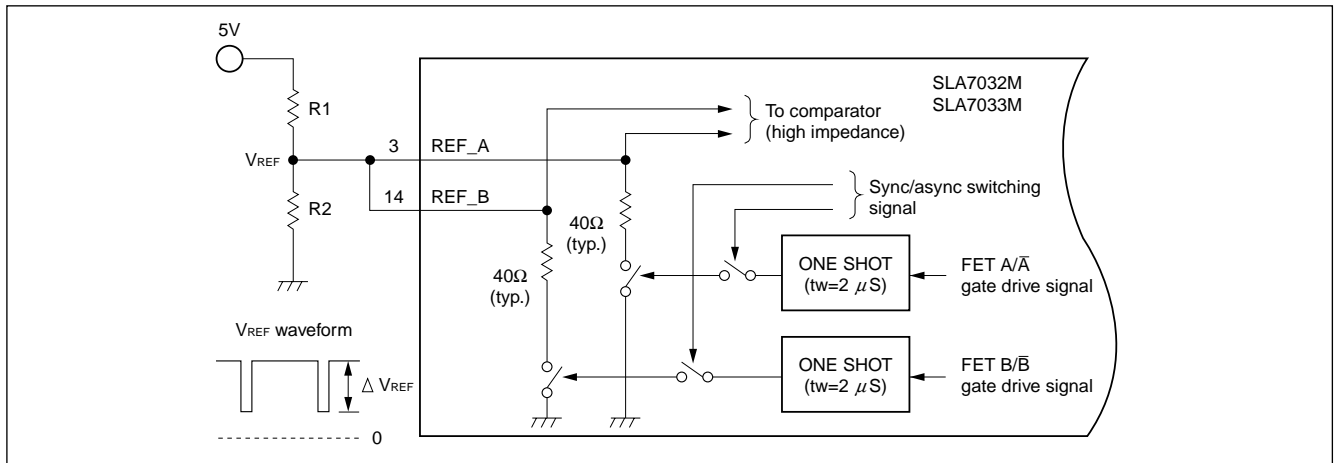 5V
R1
VREF
R2
3 REF_A
14 REF_B
SLA7032M
SLA7033M
To comparator
(high impedance)
Sync/async switching
signal
40Ω
(typ.)
40Ω
(typ.)
ONE SHOT
(tw=2 μS)
FET A/A̅
gate drive signal
ONE SHOT
(tw=2 μS)
FET B/B̅
gate drive signal
VREF waveform
Δ VREF
0